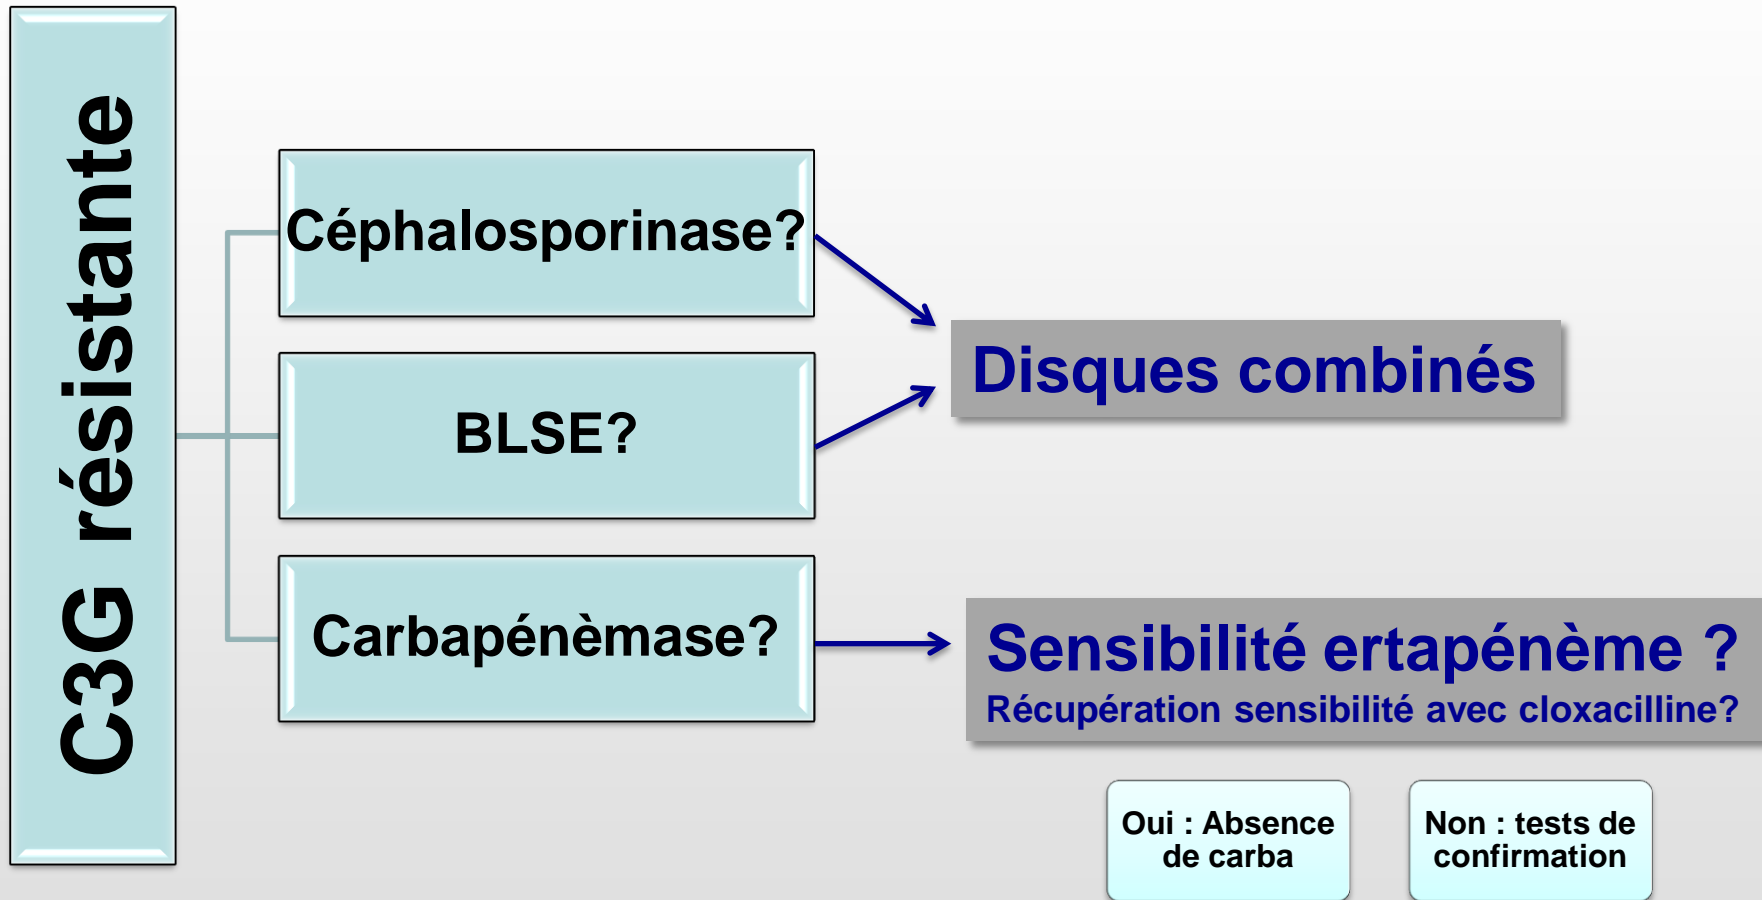 C3G résistante
Céphalosporinase?
BLSE?
Carbapénèmase?
Disques combinés
Sensibilité ertapénème ?
Récupération sensibilité avec cloxacilline?
Oui : Absence
de carba
Non : tests de
confirmation